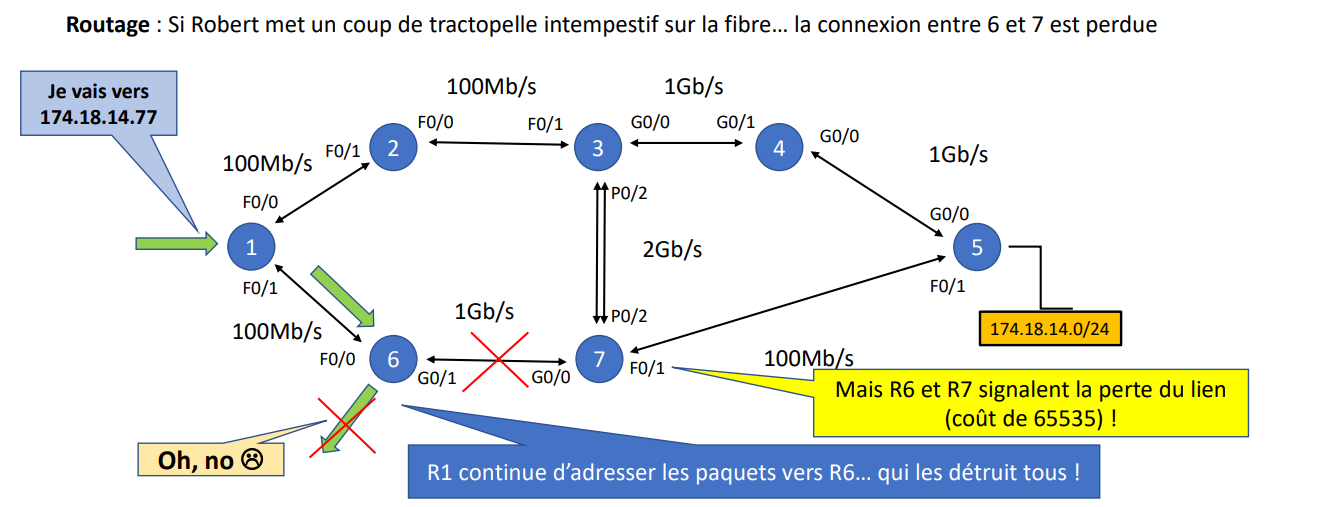 Routage : Si Robert met un coup de tractopelle intempestif sur la fibre… la connexion entre 6 et 7 est perdue
Je vais vers
174.18.14.77
100Mb/s
1Gb/s
F0/0
F0/1
G0/0
G0/1
G0/0
F0/1
2
3
4
1Gb/s
100Mb/s
P0/2
F0/0
G0/0
1
2Gb/s
5
F0/1
F0/1
1Gb/s
P0/2
174.18.14.0/24
100Mb/s
F0/0
6
7
100Mb/s
G0/1
G0/0
F0/1
Mais R6 et R7 signalent la perte du lien
(coût de 65535) !
Oh, no ☹
R1 continue d’adresser les paquets vers R6… qui les détruit tous !